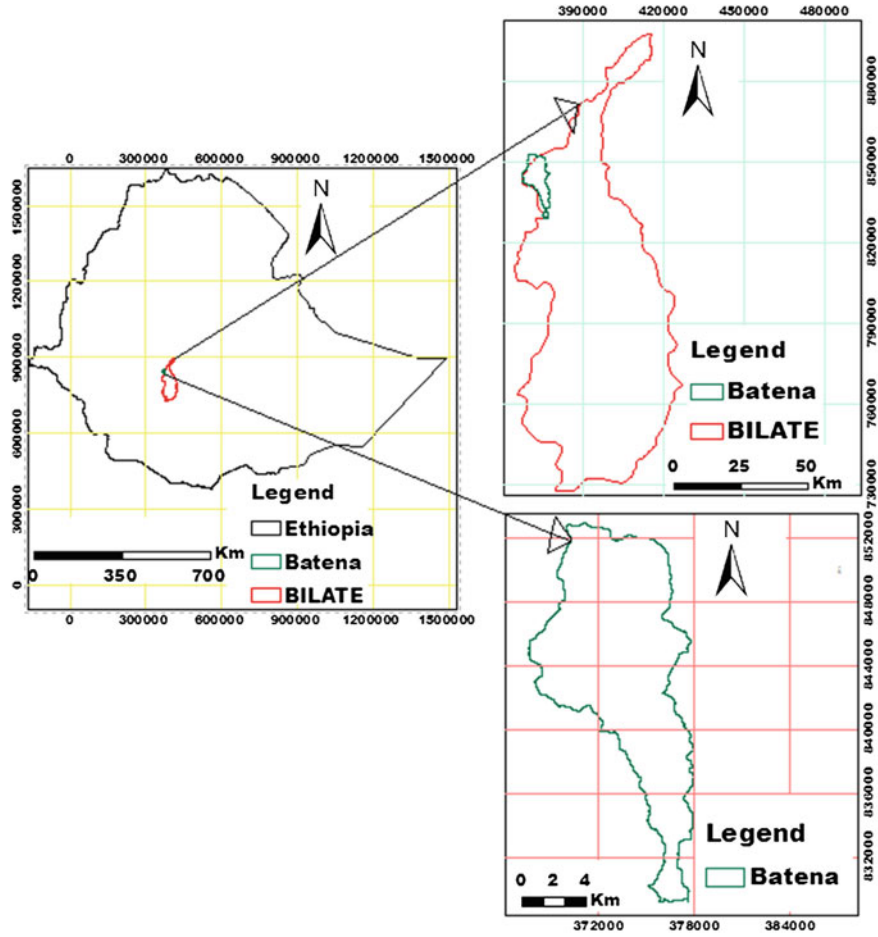 0 300000 600000 900000 1200000 1500000
1500000
1200000
900000
600000
300000
0
N
Legend
Ethiopia
Batena
BILATE
Km
0 350 700
0 300000 600000 900000 1200000 1500000
390000 420000 450000 480000
880000
850000
820000
790000
760000
730000
N
Legend
Batena
BILATE
0 25 50
Km
852000
848000
844000
840000
836000
832000
N
Legend
Batena
0 2 4
Km
372000 378000 384000